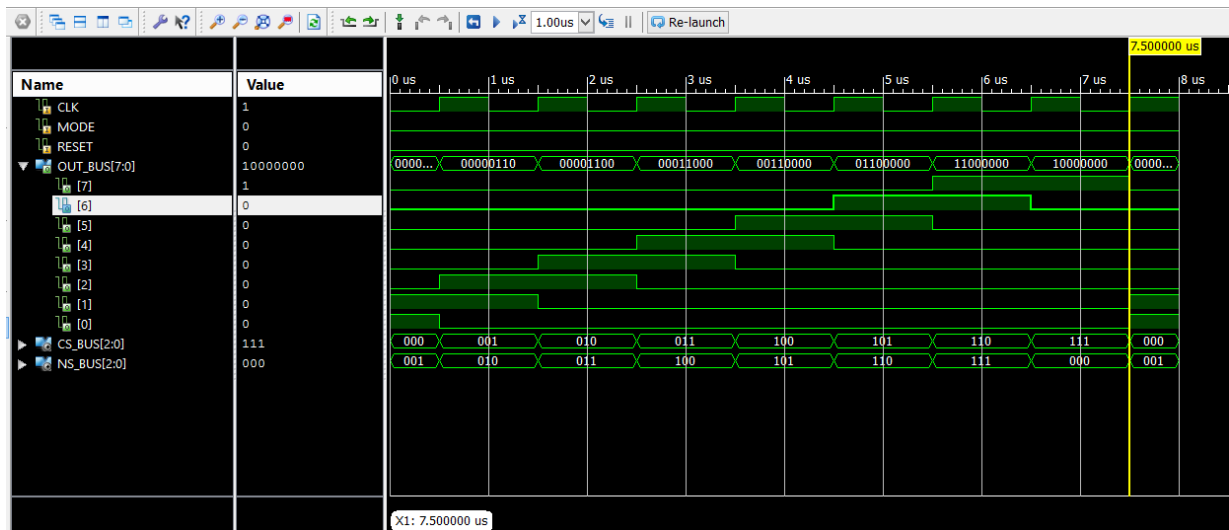 1.00us Re-launch
7.500000 us
Name Value 0 us 1 us 2 us 3 us 4 us 5 us 6 us 7 us 8 us
CLK 1
MODE 0
RESET 0
OUT_BUS[7:0] 10000000 0000... 00000110 00001100 00011000 00110000 01100000 11000000 10000000 0000...
[7] 1
[6] 0
[5] 0
[4] 0
[3] 0
[2] 0
[1] 0
[0] 0
CS_BUS[2:0] 111 000 001 010 011 100 101 110 111 000
NS_BUS[2:0] 000 001 010 011 100 101 110 111 000 001
X1: 7.500000 us